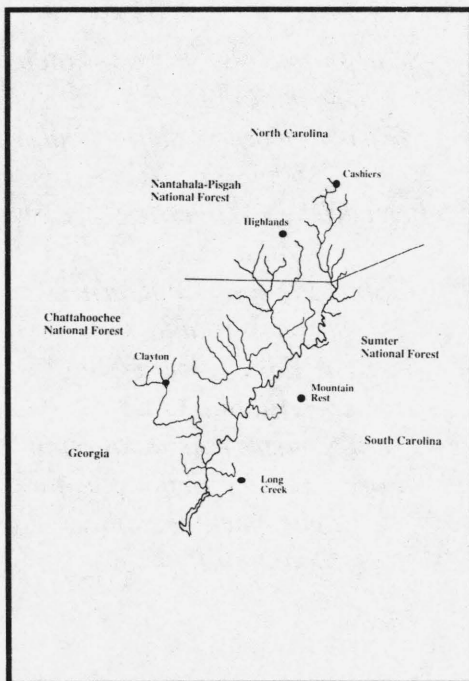 North Carolina
Cashiers
Nantahala-Pisgah
National Forest
Highlands
Chattahoochee
National Forest
Sumter
National Forest
Clayton
Mountain
Rest
South Carolina
Georgia
Long
Creek